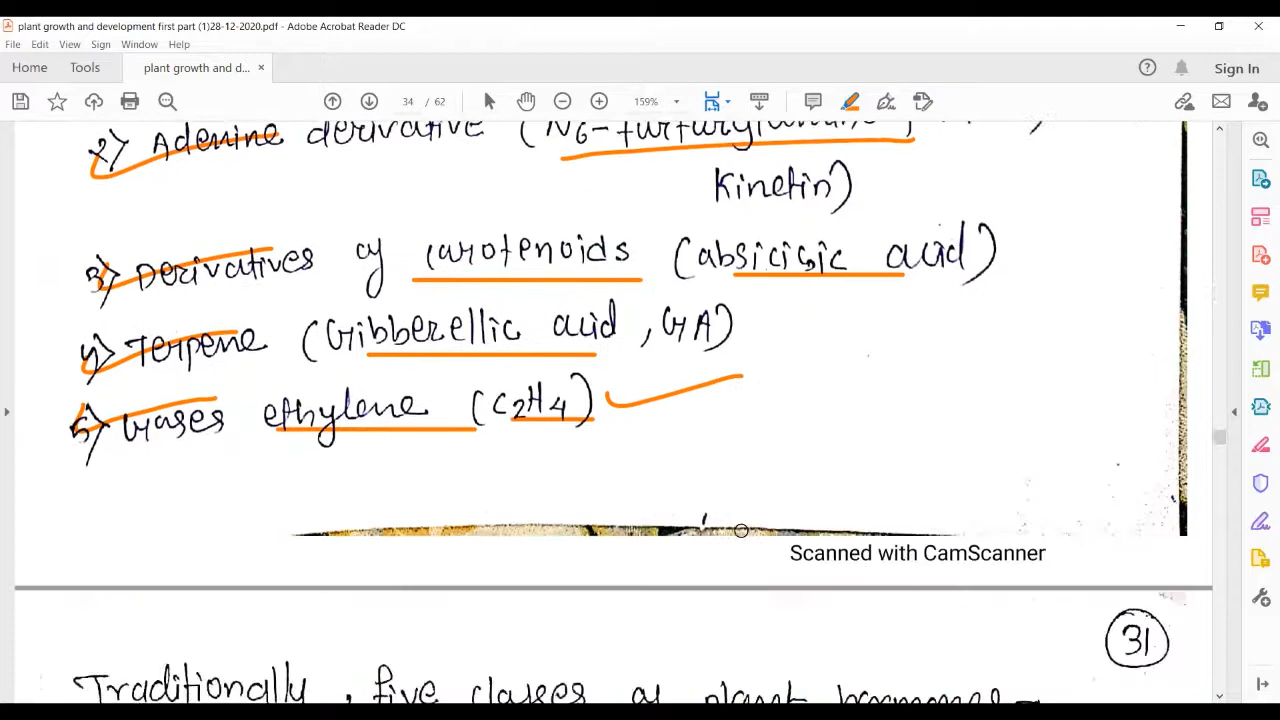 plant growth and development first part (1)28-12-2020.pdf - Adobe Acrobat Reader DC
File Edit View Sign Window Help
Home Tools plant growth and d... × Sign In
34 / 62 159%
2) Adenine derivative (N6-furfurylamine,
Kinetin)
3) Derivatives of carotenoids (absicisic acid)
4) Terpene (Gibberellic acid, GA)
5) Gases ethylene (C2H4)
Scanned with CamScanner
31
Traditionally, five classes of plant hormones